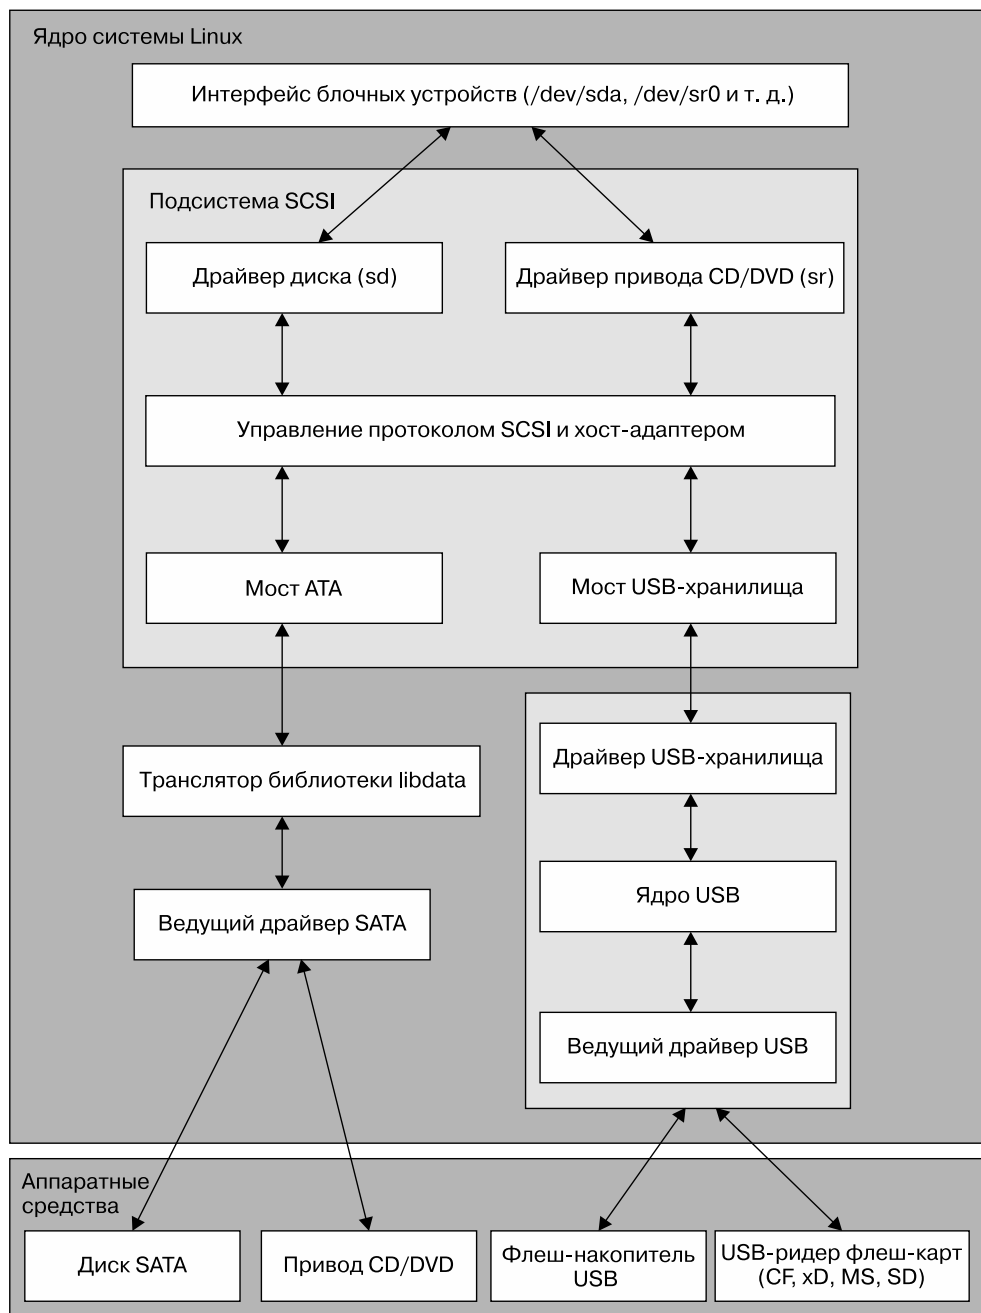 Ядро системы Linux
Интерфейс блочных устройств (/dev/sda, /dev/sr0 и т. д.)
Подсистема SCSI
Драйвер диска (sd)
Драйвер привода CD/DVD (sr)
Управление протоколом SCSI и хост-адаптером
Мост ATA
Мост USB-хранилища
Драйвер USB-хранилища
Транслятор библиотеки libdata
Ядро USB
Ведущий драйвер SATA
Ведущий драйвер USB
Аппаратные
средства
Диск SATA
Привод CD/DVD
Флеш-накопитель
USB
USB-ридер флеш-карт
(CF, xD, MS, SD)